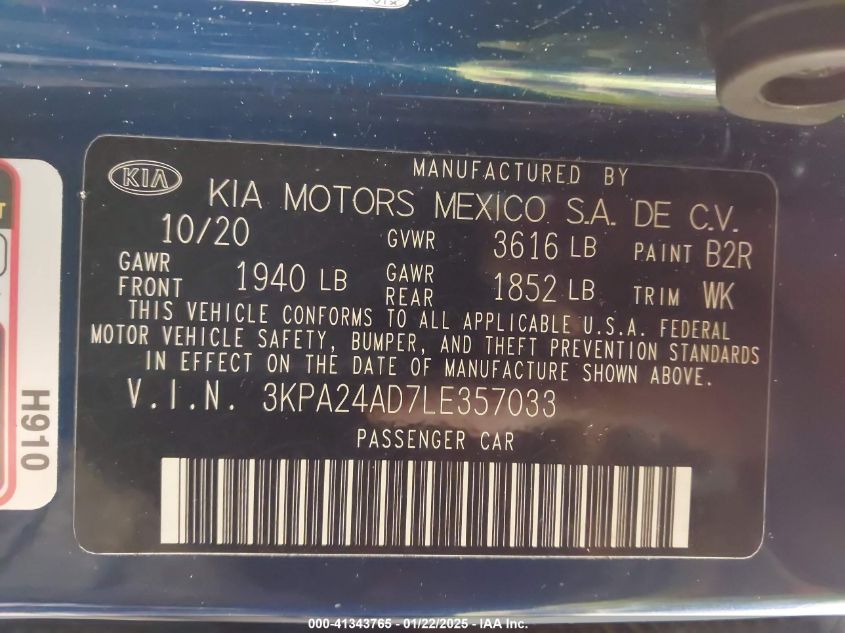 KIA
MANUFACTURED BY
KIA MOTORS MEXICO S.A. DE C.V.
10/20 GVWR 3616 LB PAINT B2R
GAWR FRONT 1940 LB GAWR REAR 1852 LB TRIM WK
THIS VEHICLE CONFORMS TO ALL APPLICABLE U.S.A. FEDERAL
MOTOR VEHICLE SAFETY, BUMPER, AND THEFT PREVENTION STANDARDS
IN EFFECT ON THE DATE OF MANUFACTURE SHOWN ABOVE.
V.I.N. 3KPA24AD7LE357033
PASSENGER CAR
H910
000-41343765 - 01/22/2025 - IAA Inc.